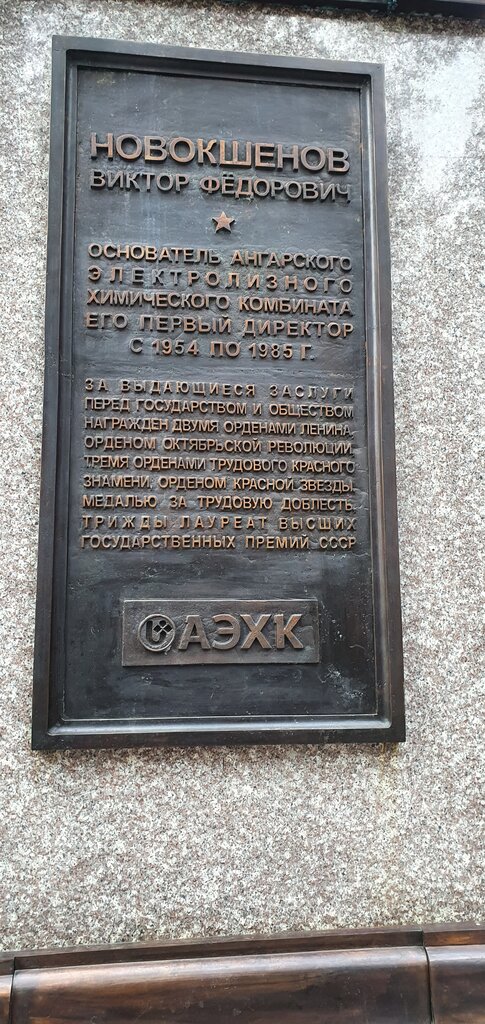 НОВОКШЕНОВ
ВИКТОР ФЁДОРОВИЧ
ОСНОВАТЕЛЬ АНГАРСКОГО
ЭЛЕКТРОЛИЗНОГО
ХИМИЧЕСКОГО КОМБИНАТА
ЕГО ПЕРВЫЙ ДИРЕКТОР
С 1954 ПО 1985 Г.
ЗА ВЫДАЮЩИЕСЯ ЗАСЛУГИ
ПЕРЕД ГОСУДАРСТВОМ И ОБЩЕСТВОМ
НАГРАЖДЕН ДВУМЯ ОРДЕНАМИ ЛЕНИНА,
ОРДЕНОМ ОКТЯБРЬСКОЙ РЕВОЛЮЦИИ,
ТРЕМЯ ОРДЕНАМИ ТРУДОВОГО КРАСНОГО
ЗНАМЕНИ, ОРДЕНОМ КРАСНОЙ ЗВЕЗДЫ,
МЕДАЛЬЮ ЗА ТРУДОВУЮ ДОБЛЕСТЬ,
ТРИЖДЫ ЛАУРЕАТ ВЫСШИХ
ГОСУДАРСТВЕННЫХ ПРЕМИЙ СССР
АЭХК